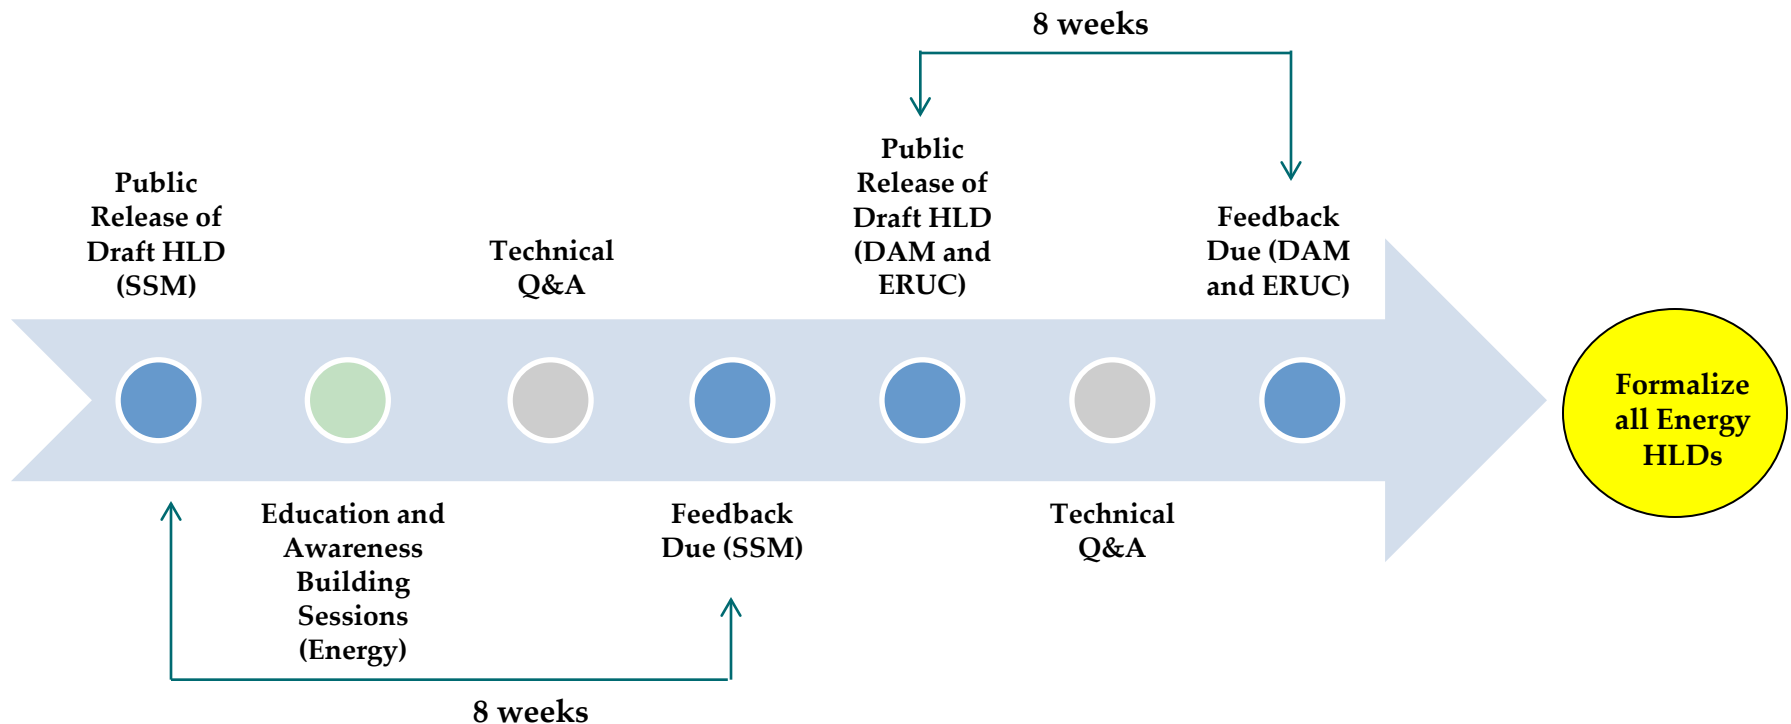 8 weeks
Public
Release of
Draft HLD
(SSM)
Technical
Q&A
Public
Release of
Draft HLD
(DAM and
ERUC)
Feedback
Due (DAM
and ERUC)
Formalize
all Energy
HLDs
Education and
Awareness
Building
Sessions
(Energy)
Feedback
Due (SSM)
Technical
Q&A
8 weeks